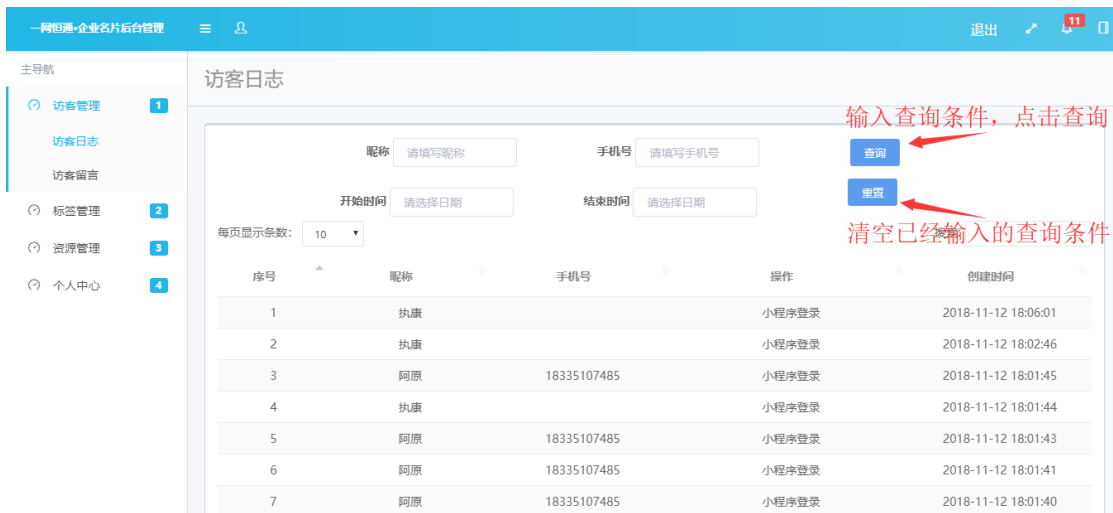 一网恒通•企业名片后台管理
退出
11
主导航
访客管理 1
访客日志
访客留言
标签管理 2
资源管理 3
个人中心 4
访客日志
输入查询条件，点击查询
昵称 请填写昵称 手机号 请填写手机号 查询
开始时间 请选择日期 结束时间 请选择日期 重置
每页显示条数： 10
清空已经输入的查询条件
序号 昵称 手机号 操作 创建时间
1 执康 小程序登录 2018-11-12 18:06:01
2 执康 小程序登录 2018-11-12 18:02:46
3 阿原 18335107485 小程序登录 2018-11-12 18:01:45
4 执康 小程序登录 2018-11-12 18:01:44
5 阿原 18335107485 小程序登录 2018-11-12 18:01:43
6 阿原 18335107485 小程序登录 2018-11-12 18:01:41
7 阿原 18335107485 小程序登录 2018-11-12 18:01:40